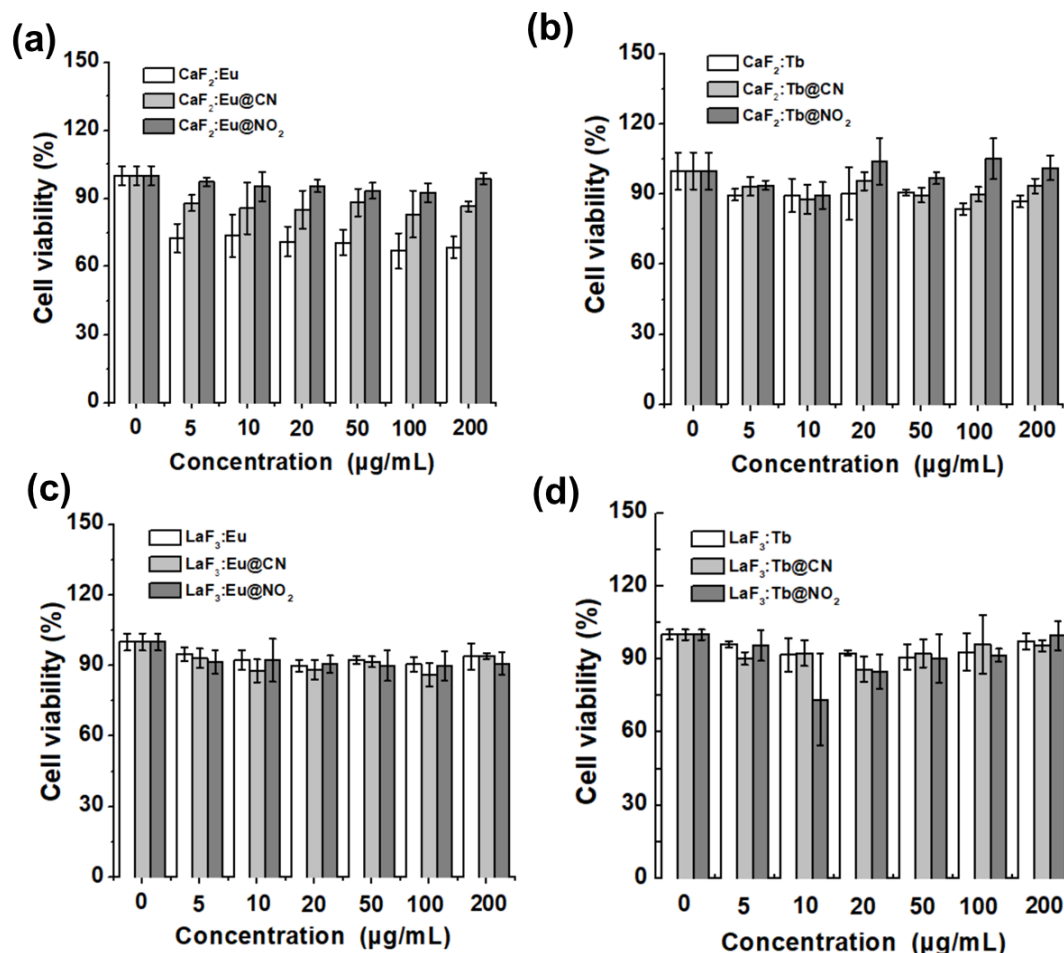 (a)
150
120
90
60
30
0
Cell viability (%)
CaF₂:Eu
CaF₂:Eu@CN
CaF₂:Eu@NO₂
0 5 10 20 50 100 200
Concentration (µg/mL)
(b)
150
120
90
60
30
0
Cell viability (%)
CaF₂:Tb
CaF₂:Tb@CN
CaF₂:Tb@NO₂
0 5 10 20 50 100 200
Concentration (µg/mL)
(c)
150
120
90
60
30
0
Cell viability (%)
LaF₃:Eu
LaF₃:Eu@CN
LaF₃:Eu@NO₂
0 5 10 20 50 100 200
Concentration (µg/mL)
(d)
150
120
90
60
30
0
Cell viability (%)
LaF₃:Tb
LaF₃:Tb@CN
LaF₃:Tb@NO₂
0 5 10 20 50 100 200
Concentration (µg/mL)